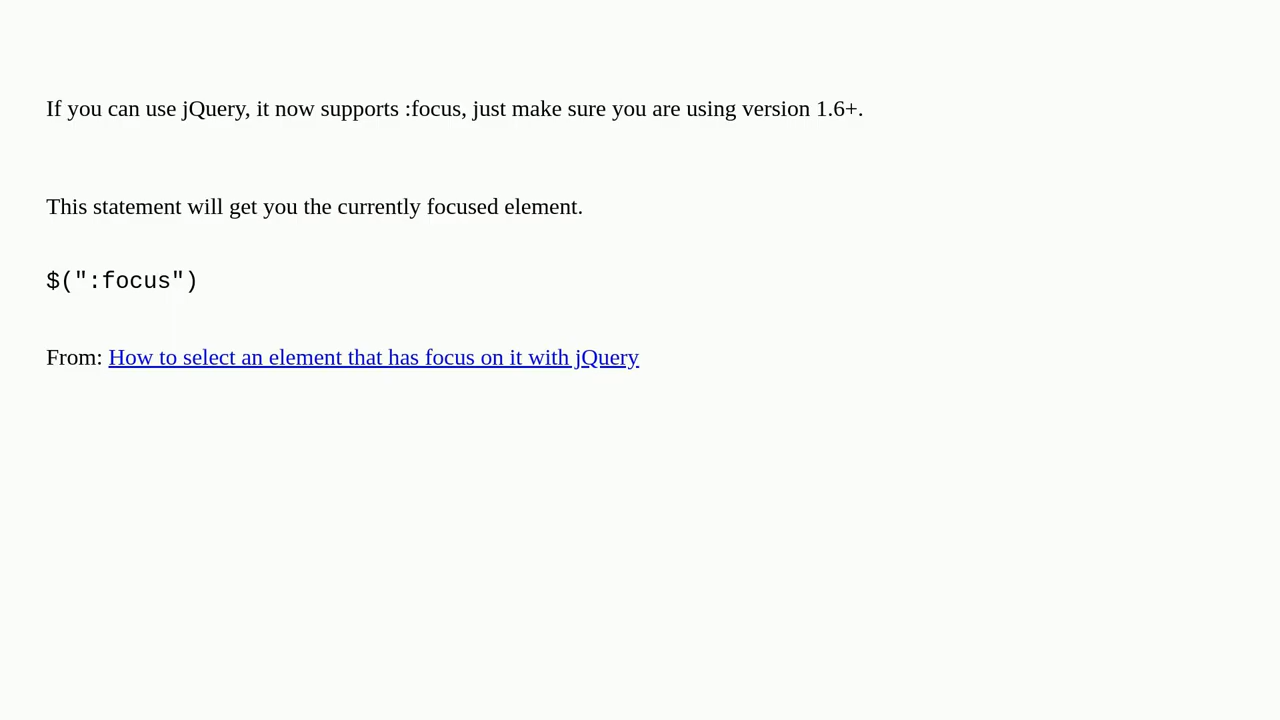 If you can use jQuery, it now supports :focus, just make sure you are using version 1.6+.
This statement will get you the currently focused element.
$(":focus")
From: How to select an element that has focus on it with jQuery